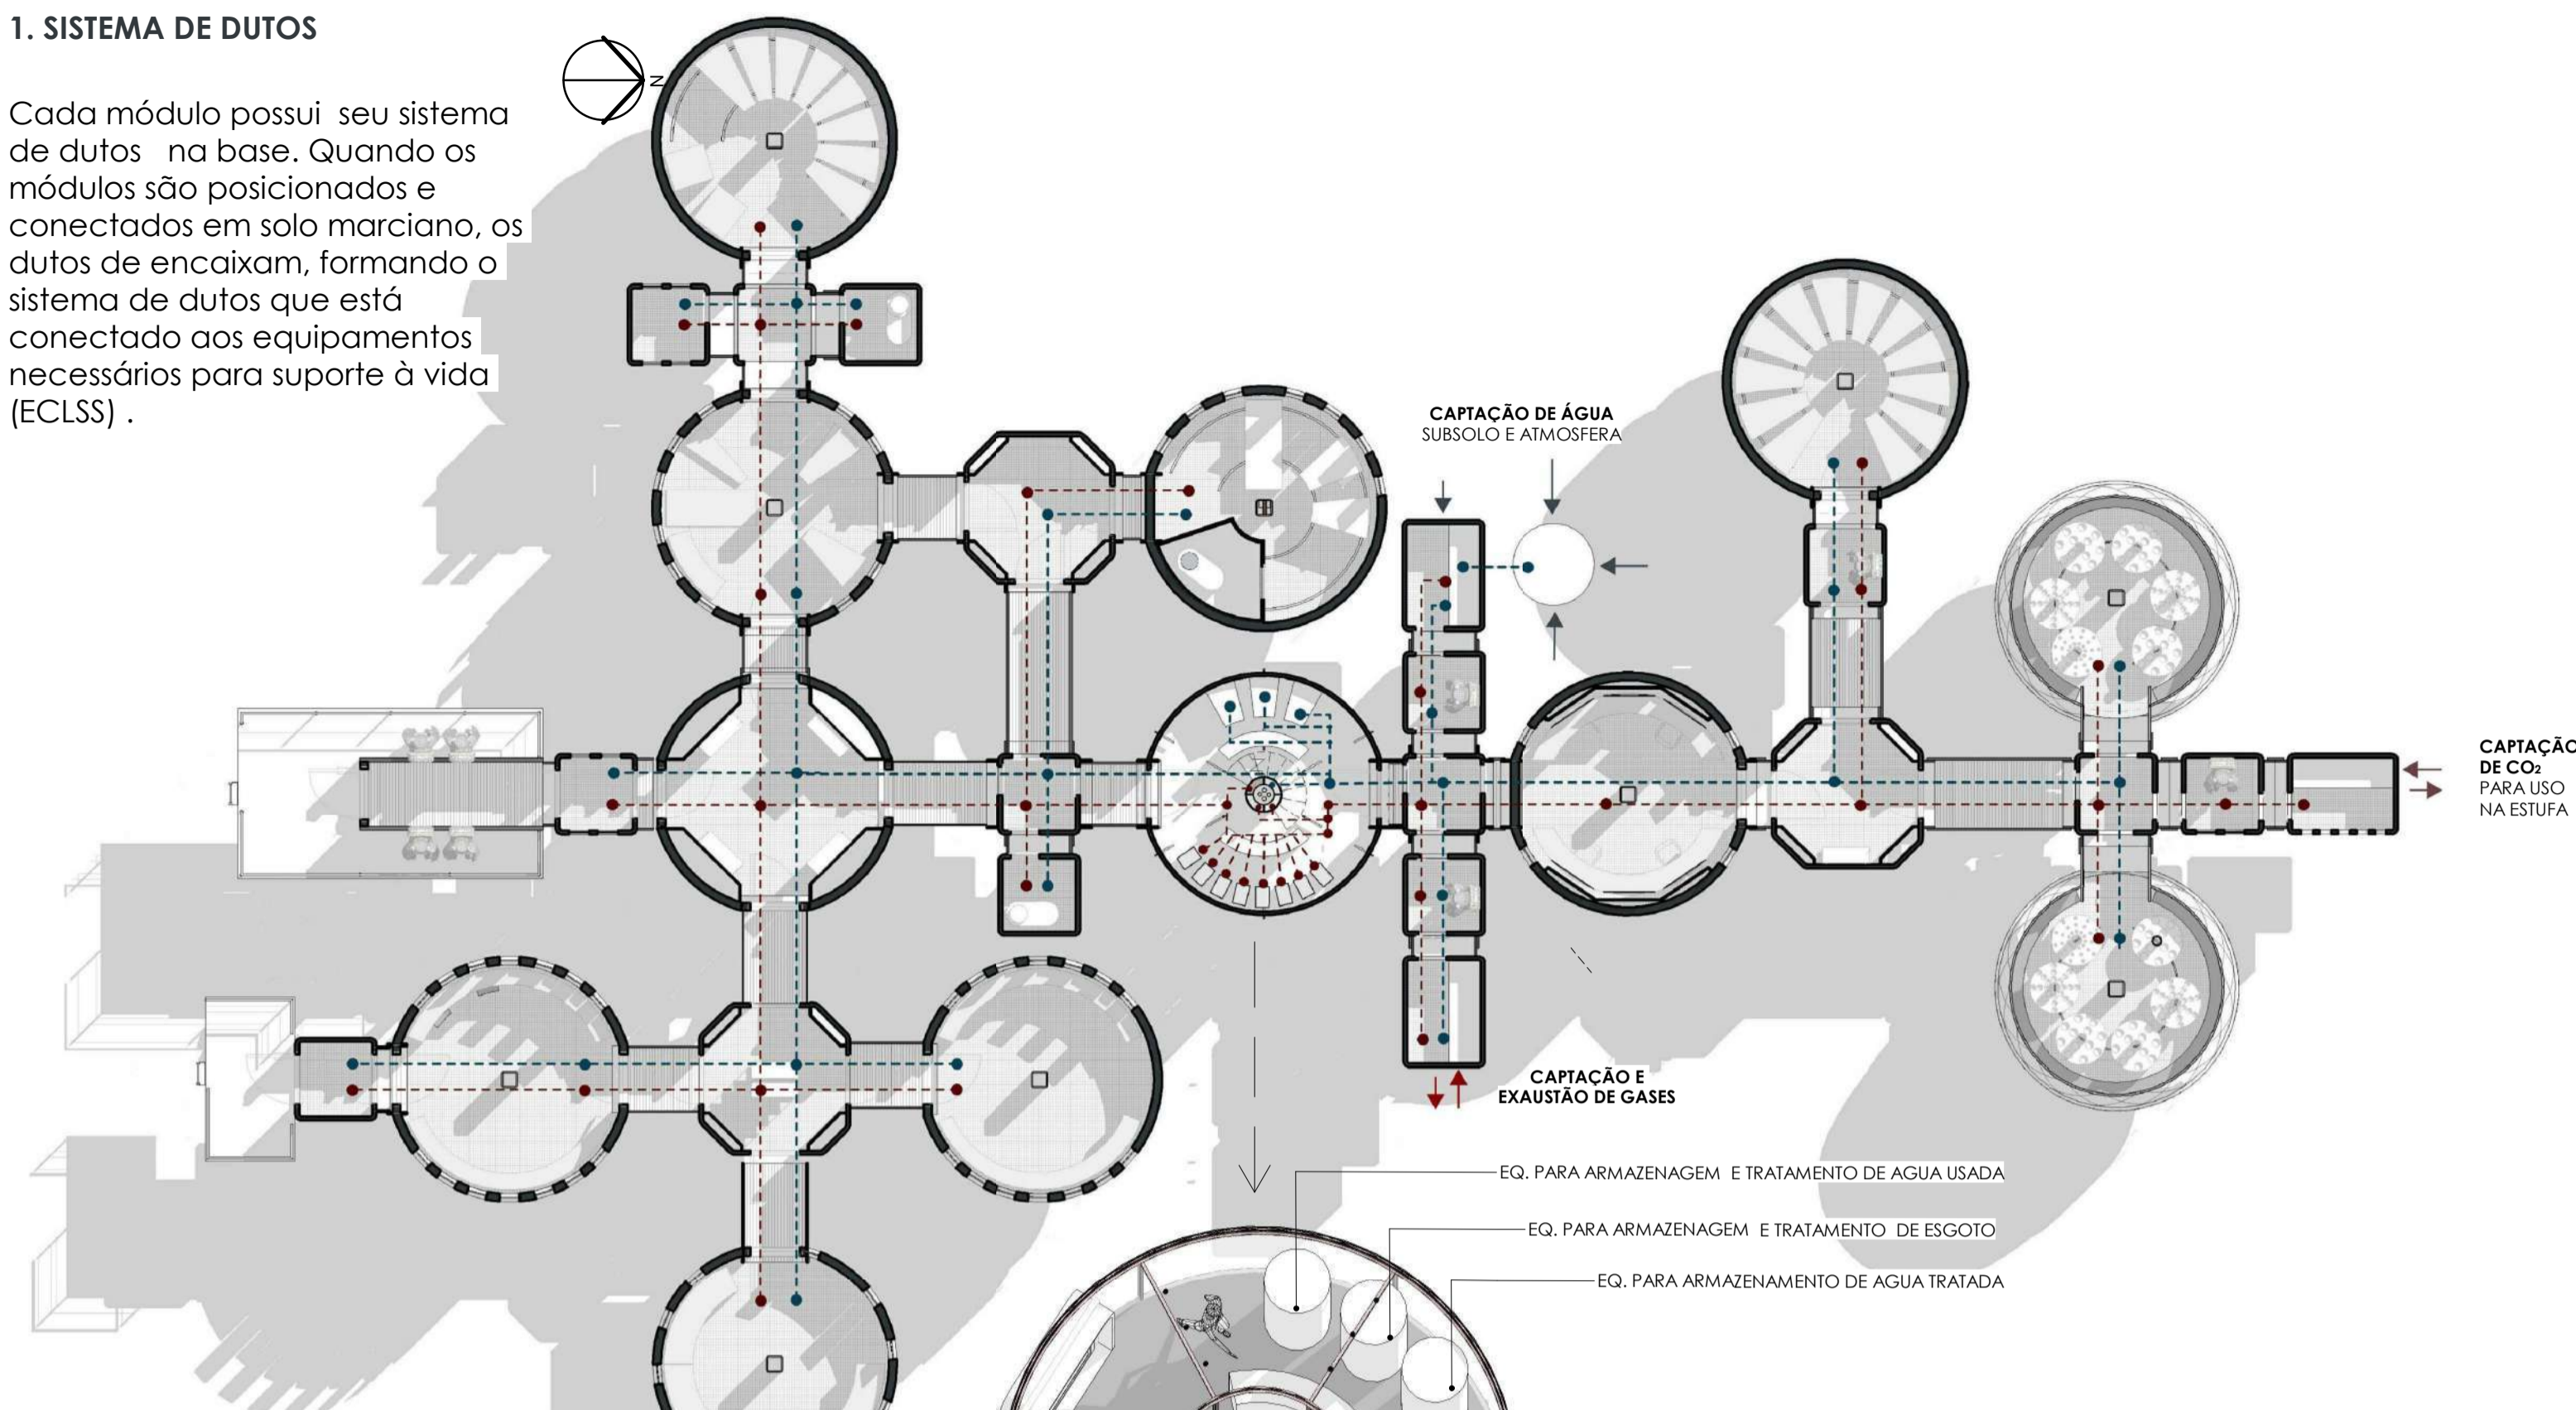 1. SISTEMA DE DUTOS
Cada módulo possui seu sistema
de dutos na base. Quando os
módulos são posicionados e
conectados em solo marciano, os
dutos de encaixam, formando o
sistema de dutos que está
conectado aos equipamentos
necessários para suporte à vida
(ECLSS) .
N
CAPTAÇÃO DE ÁGUA
SUBSOLO E ATMOSFERA
CAPTAÇÃO
DE CO₂
PARA USO
NA ESTUFA
CAPTAÇÃO E
EXAUSTÃO DE GASES
EQ. PARA ARMAZENAGEM E TRATAMENTO DE AGUA USADA
EQ. PARA ARMAZENAGEM E TRATAMENTO DE ESGOTO
EQ. PARA ARMAZENAMENTO DE AGUA TRATADA